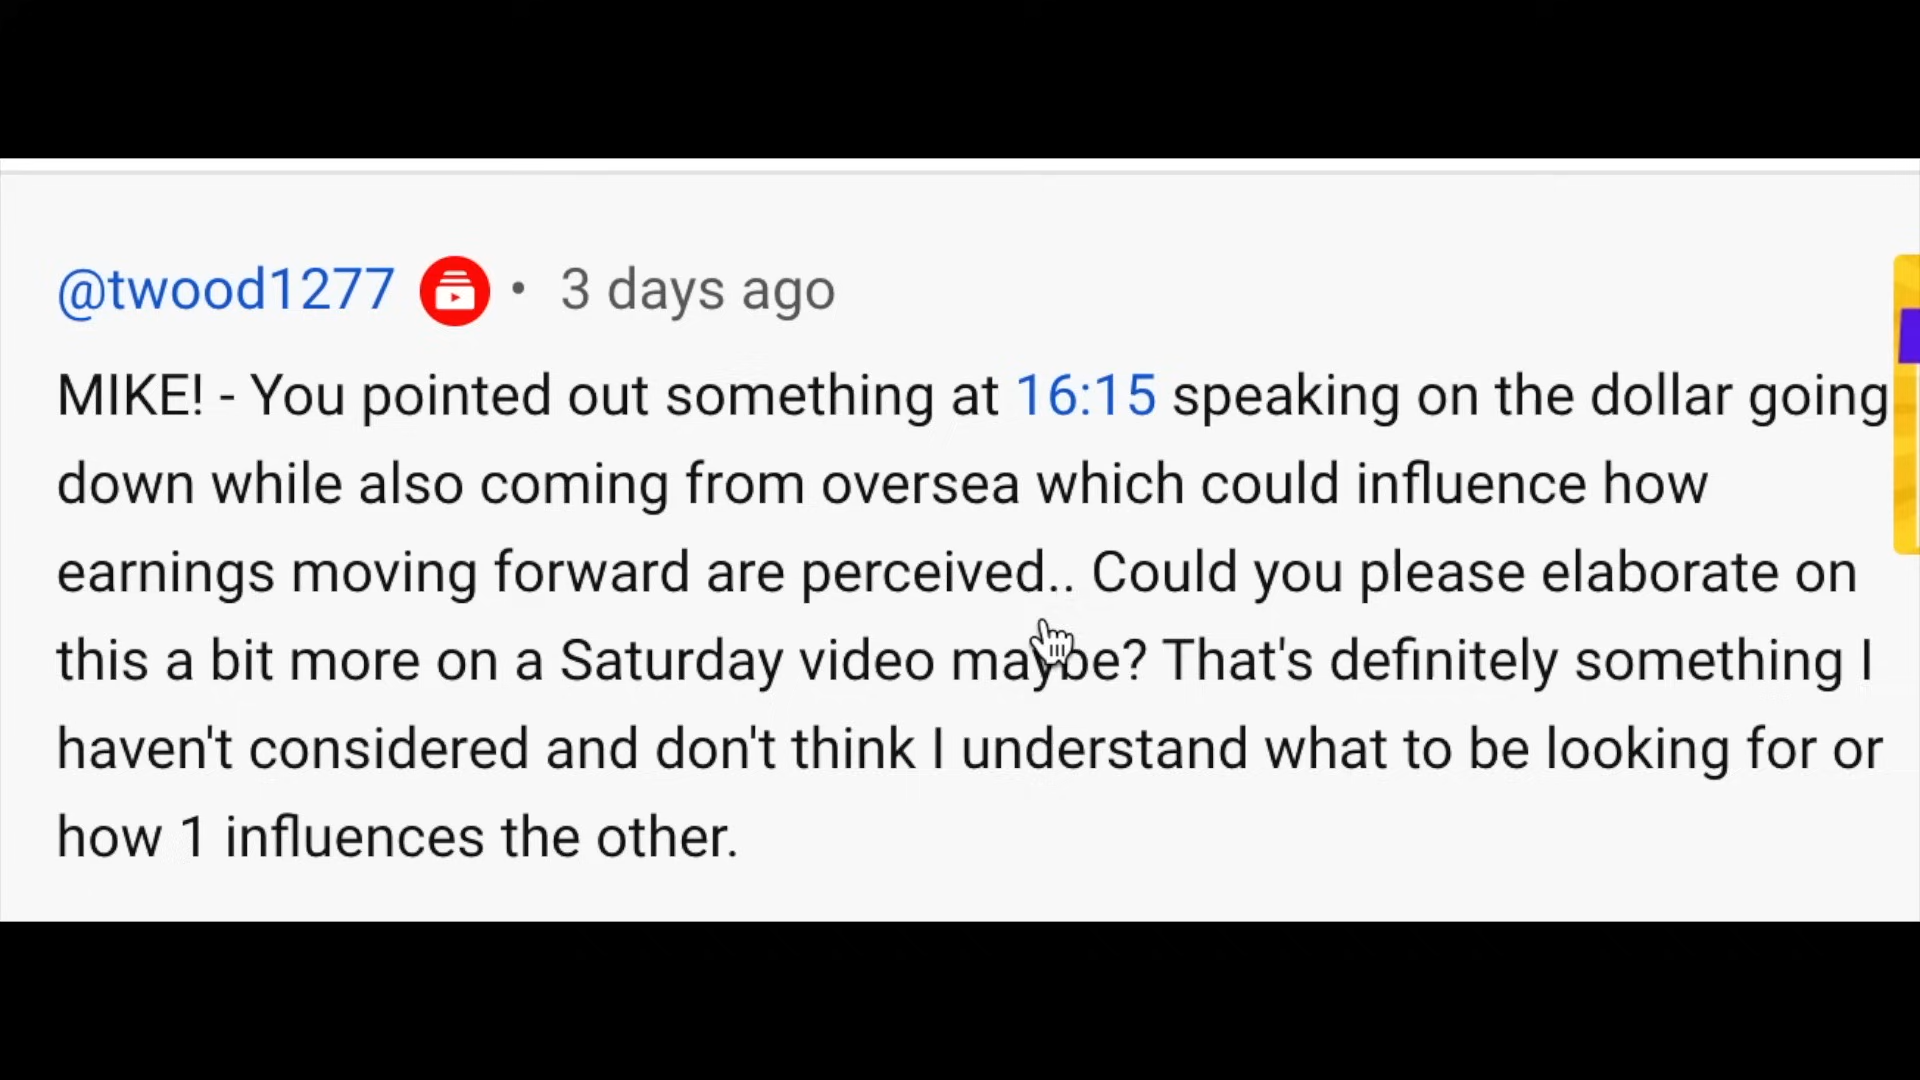 @twood1277 • 3 days ago
MIKE! - You pointed out something at 16:15 speaking on the dollar going
down while also coming from oversea which could influence how
earnings moving forward are perceived.. Could you please elaborate on
this a bit more on a Saturday video maybe? That's definitely something I
haven't considered and don't think I understand what to be looking for or
how 1 influences the other.